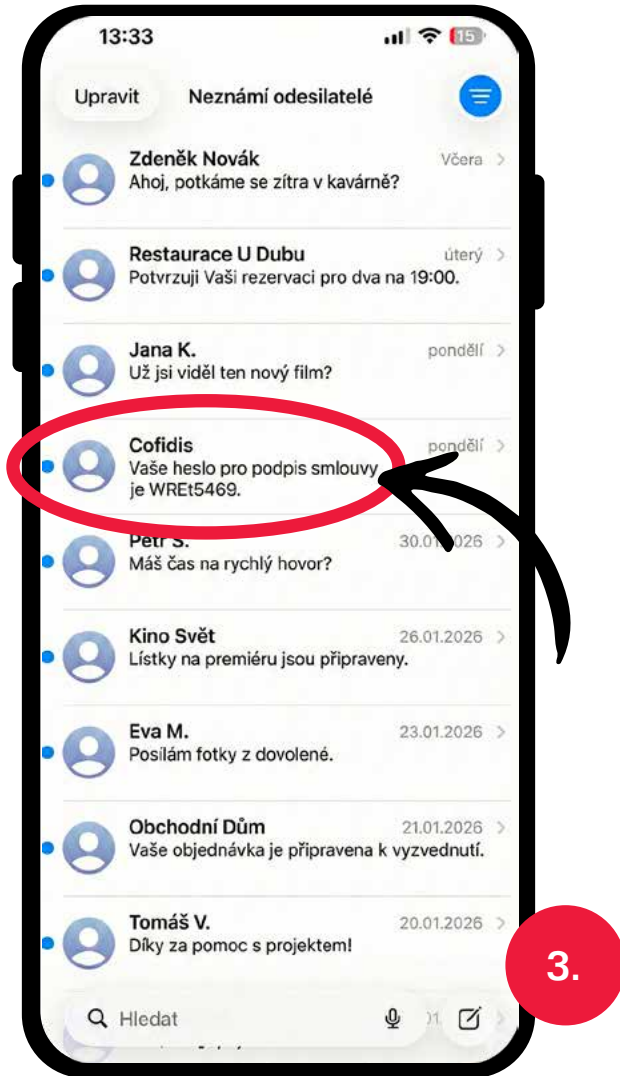 13:33
15
Upravit
Neznámí odesilatelé
Zdeněk Novák
Včera
Ahoj, potkáme se zítra v kavárně?
Restaurace U Dubu
úterý
Potvrzuji Vaši rezervaci pro dva na 19:00.
Jana K.
pondělí
Už jsi viděl ten nový film?
Cofidis
pondělí
Vaše heslo pro podpis smlouvy
je WREt5469.
Petr S.
Máš čas na rychlý hovor?
Kino Svět
26.01.2026
Lístky na premiéru jsou připraveny.
Eva M.
23.01.2026
Posílám fotky z dovolené.
Obchodní Dům
21.01.2026
Vaše objednávka je připravena k vyzvednutí.
Tomáš V.
20.01.2026
Díky za pomoc s projektem!
3.
Hledat